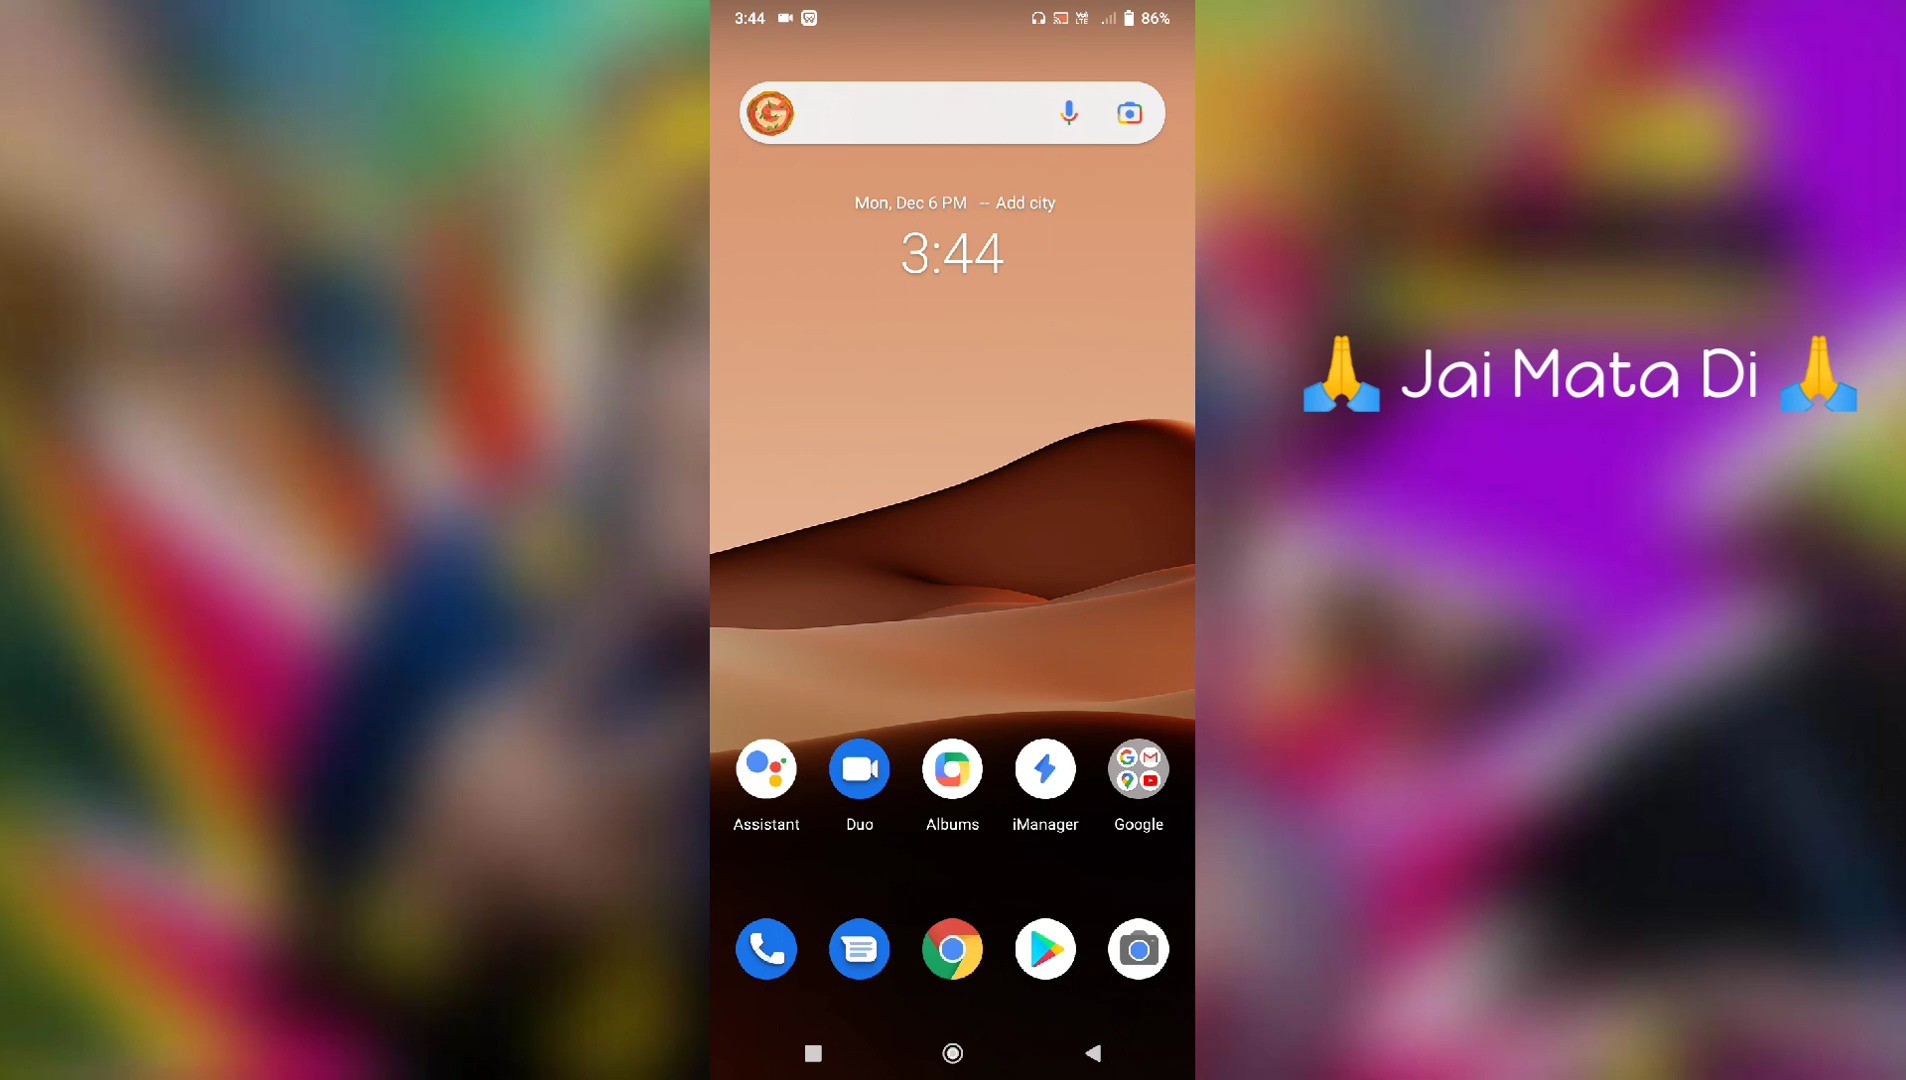 3:44
86%
Mon, Dec 6 PM -- Add city
3:44
🙏 Jai Mata Di 🙏
Assistant
Duo
Albums
iManager
Google